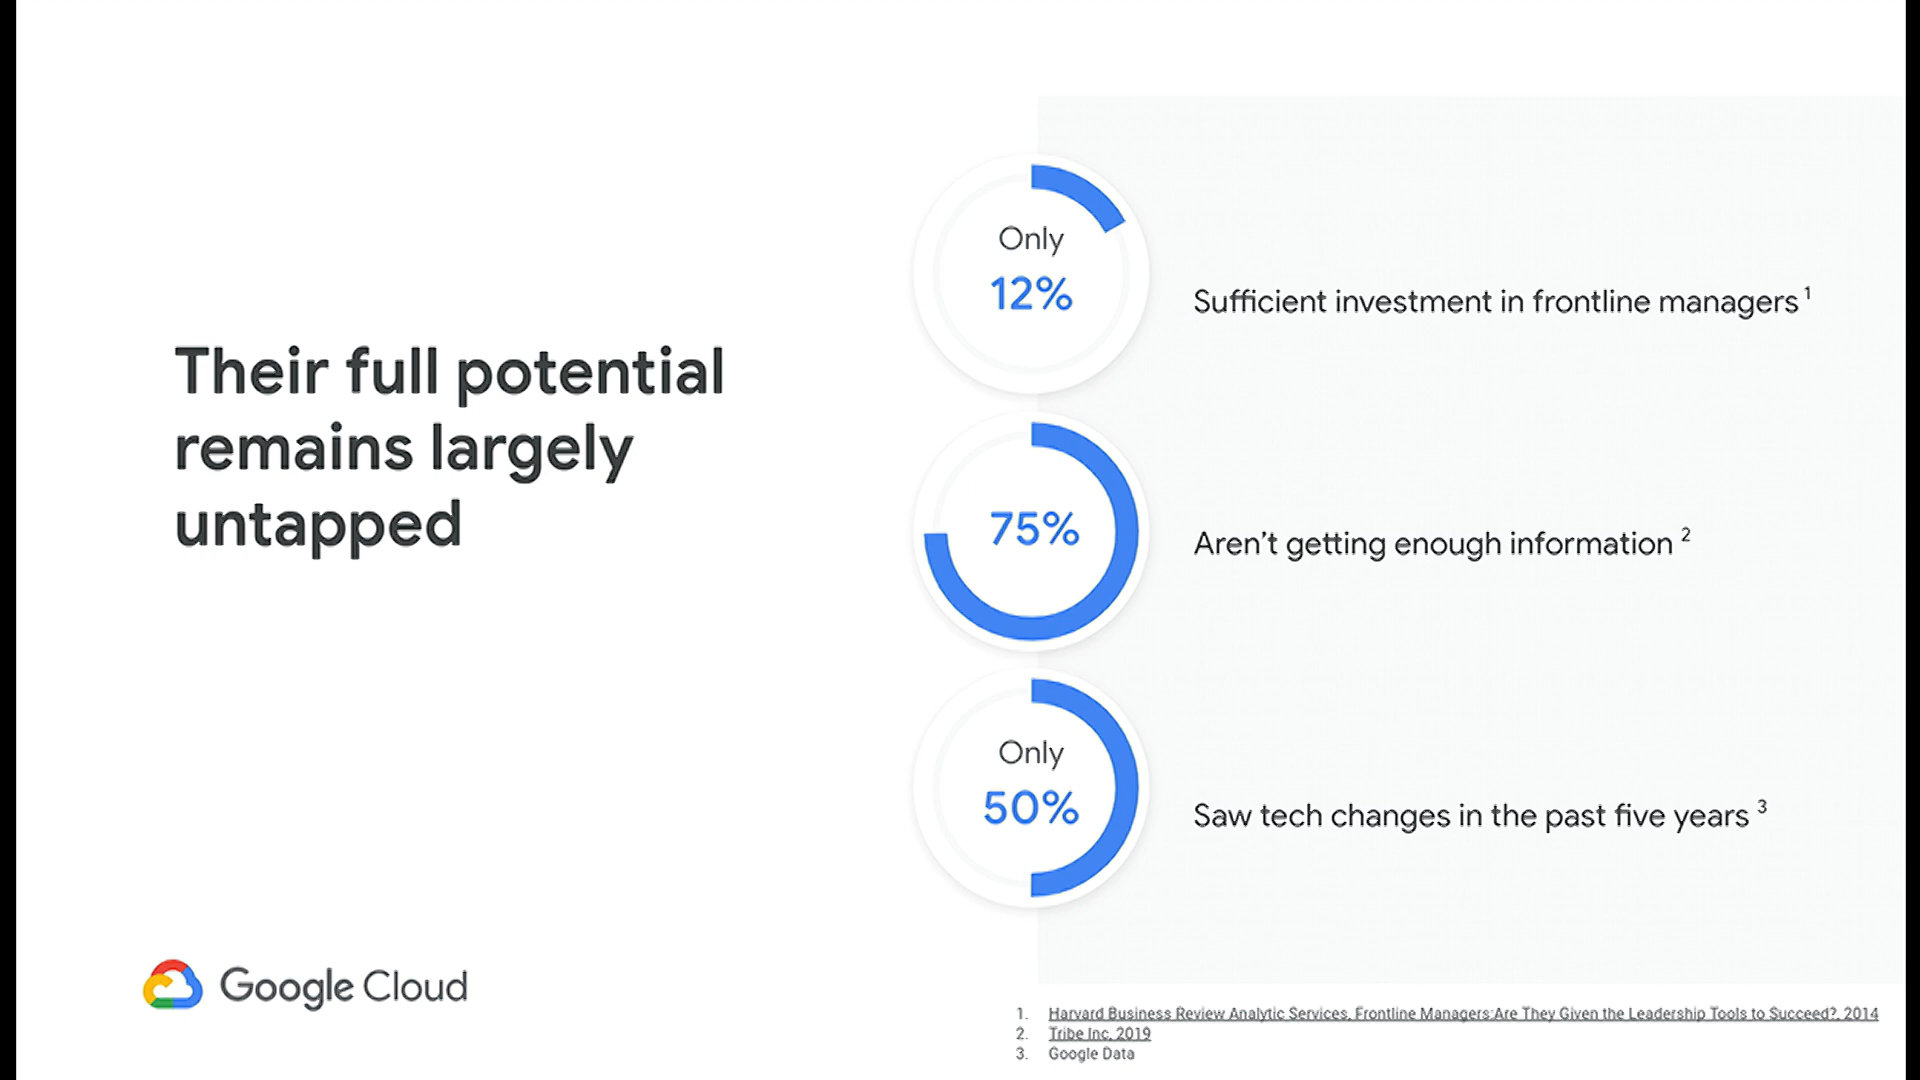 Their full potential
remains largely
untapped
Only
12%
Sufficient investment in frontline managers 1
75%
Aren't getting enough information 2
Only
50%
Saw tech changes in the past five years 3
Google Cloud
1. Harvard Business Review Analytic Services, Frontline Managers:Are They Given the Leadership Tools to Succeed?, 2014
2. Tribe Inc, 2019
3. Google Data